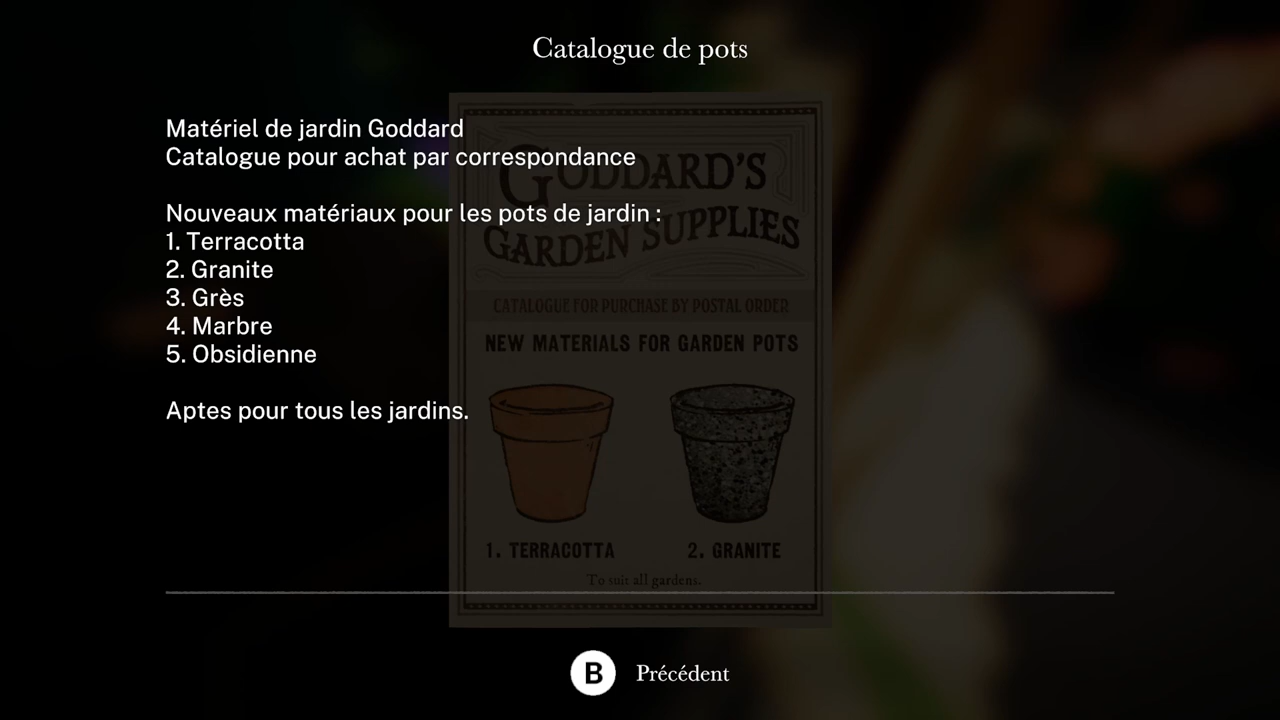 Catalogue de pots
Matériel de jardin Goddard
Catalogue pour achat par correspondance
Nouveaux matériaux pour les pots de jardin :
1. Terracotta
2. Granite
3. Grès
4. Marbre
5. Obsidienne
Aptes pour tous les jardins.
GODDARD'S
GARDEN SUPPLIES
CATALOGUE FOR PURCHASE BY POSTAL ORDER
NEW MATERIALS FOR GARDEN POTS
1. TERRACOTTA
2. GRANITE
To suit all gardens.
B Précédent